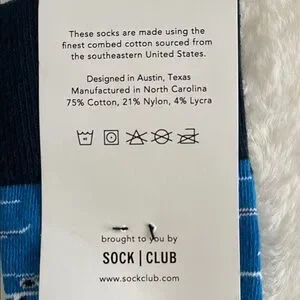 These socks are made using the
finest combed cotton sourced from
the southeastern United States.
Designed in Austin, Texas
Manufactured in North Carolina
75% Cotton, 21% Nylon, 4% Lycra
brought to you by
SOCK | CLUB
www.sockclub.com